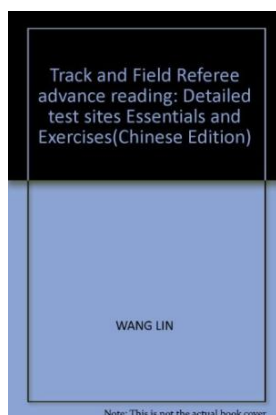 Track and Field Referee
advance reading: Detailed
test sites Essentials and
Exercises(Chinese Edition)
WANG LIN
Note: This is not the actual book cover